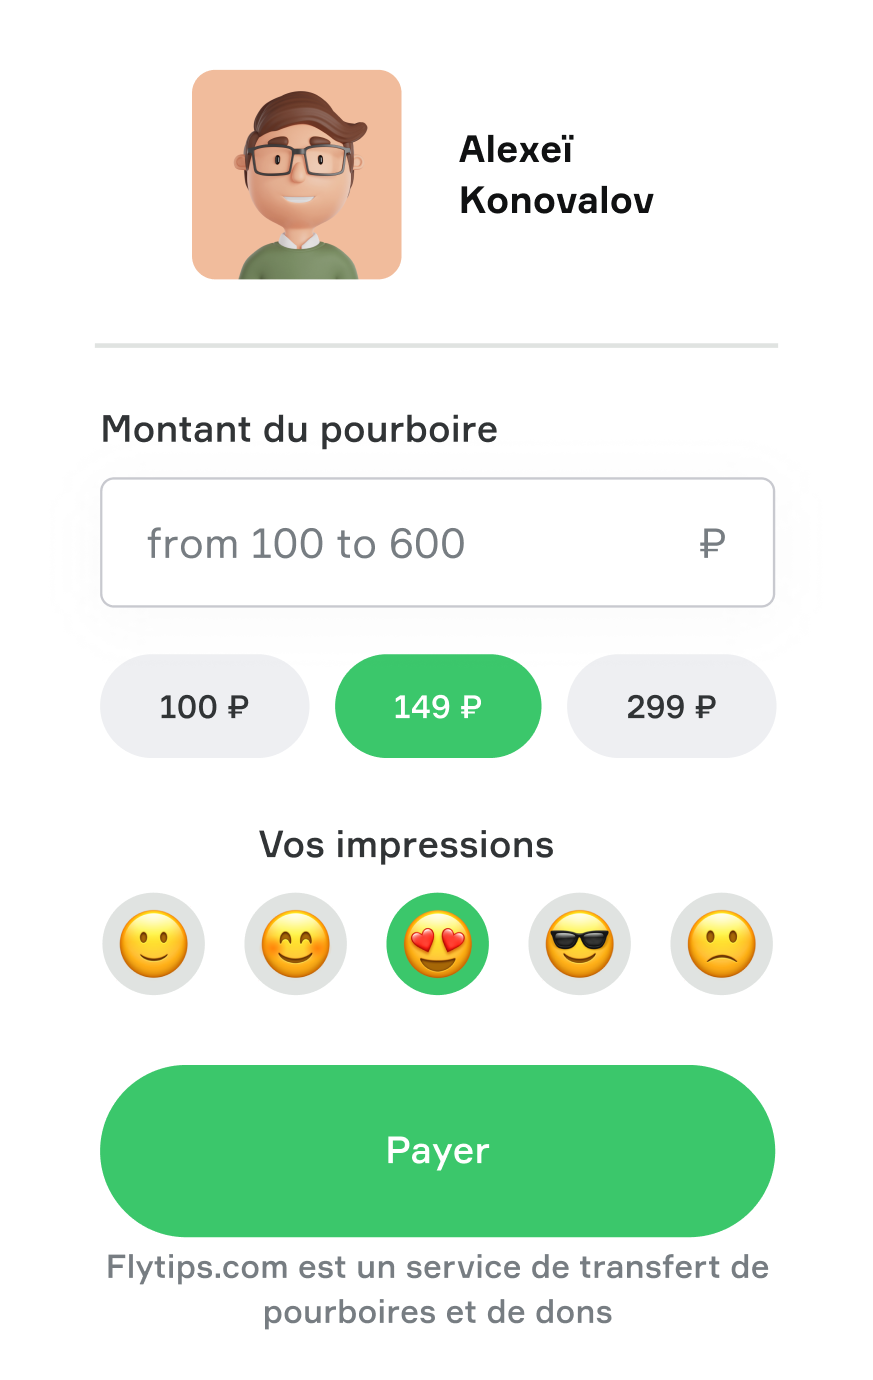 Alexeï
Konovalov
Montant du pourboire
from 100 to 600 ₽
100 ₽ 149 ₽ 299 ₽
Vos impressions
Payer
Flytips.com est un service de transfert de
pourboires et de dons